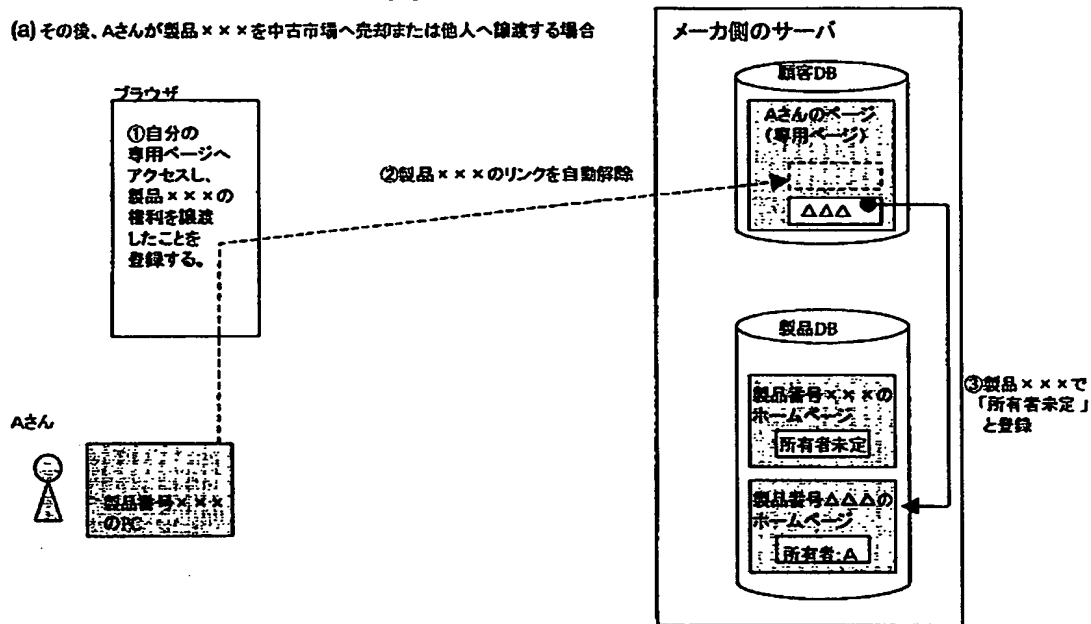 (a) その後、Aさんが製品×××を中古市場へ売却または他人へ譲渡する場合
メーカ側のサーバ
顧客DB
Aさんのページ
(専用ページ)
△△△
ブラウザ
①自分の
専用ページへ
アクセスし、
製品×××の
権利を譲渡
したことを
登録する。
②製品×××のリンクを自動解除
製品DB
製品番号×××の
ホームページ
所有者未定
製品番号△△△の
ホームページ
所有者:A
③製品×××で
「所有者未定」
と登録
Aさん
製品番号×××
のPC